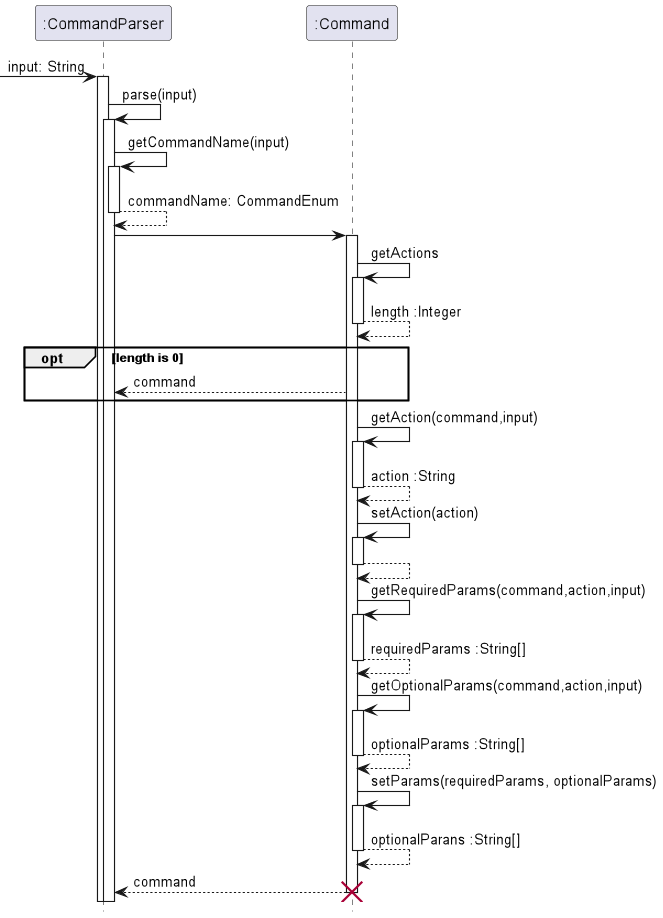 :CommandParser
:Command
input: String
parse(input)
getCommandName(input)
commandName: CommandEnum
getActions
length :Integer
opt
[length is 0]
command
getAction(command,input)
action :String
setAction(action)
getRequiredParams(command,action,input)
requiredParams :String[]
getOptionalParams(command,action,input)
optionalParams :String[]
setParams(requiredParams, optionalParams)
optionalParans :String[]
command